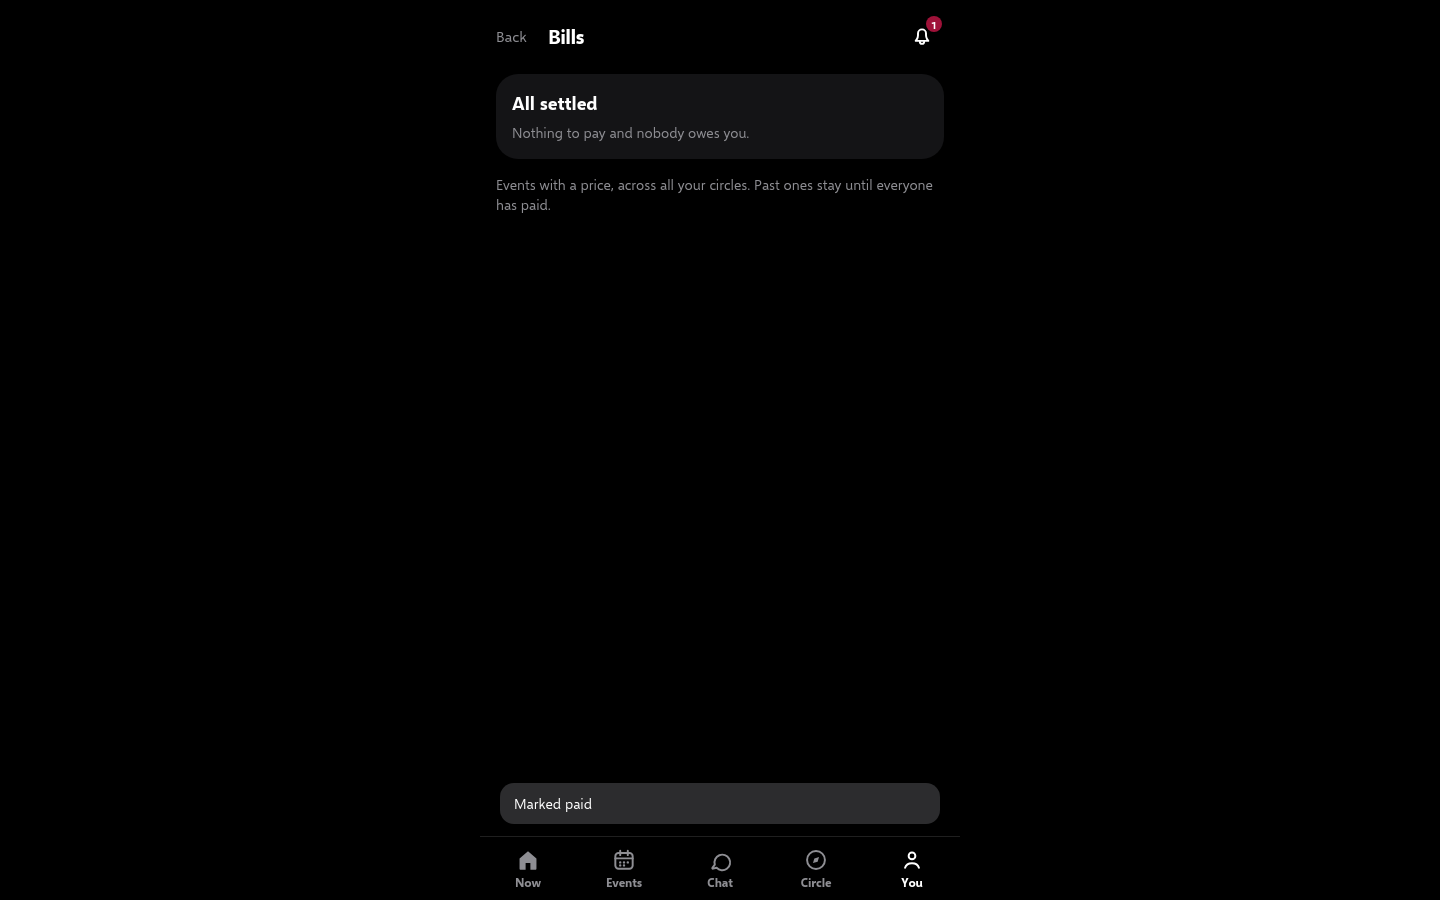 Back
Bills
1
All settled
Nothing to pay and nobody owes you.
Events with a price, across all your circles. Past ones stay until everyone
has paid.
Marked paid
Now
Events
Chat
Circle
You